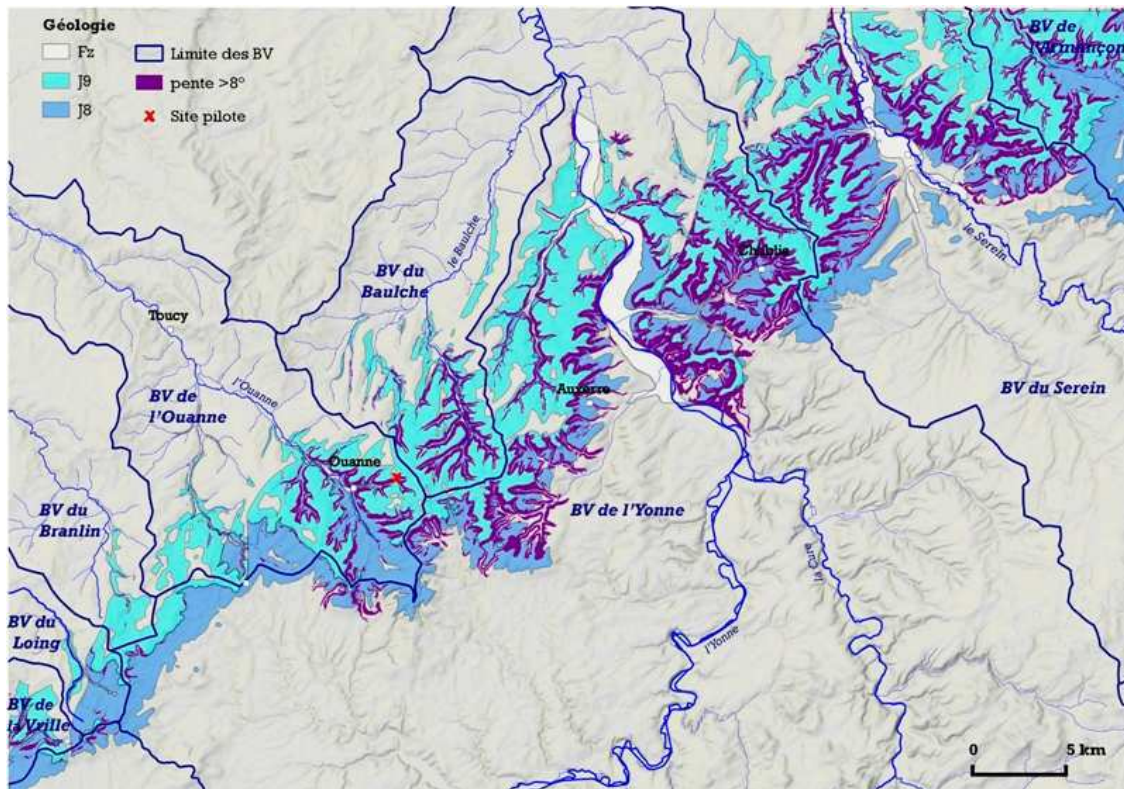 Géologie
Fz
J9
J8
Limite des BV
pente >8°
Site pilote
BV de
l'Armançon
le Baulche
BV du
Baulche
Chablis
le Serein
Toucy
l'Ouanne
BV de
l'Ouanne
Auxerre
BV du Serein
Ouanne
BV du
Branlin
BV de l'Yonne
la Cure
BV du
Loing
l'Yonne
BV de
la Vrille
0
5 km